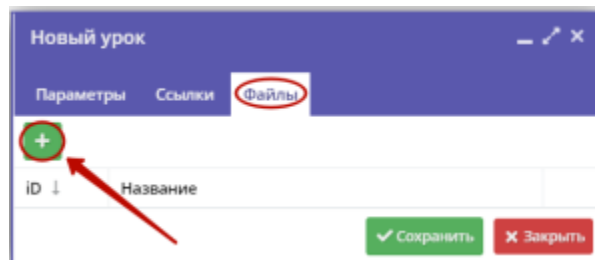 Новый урок
Параметры Ссылки Файлы
+
iD ↓ Название
Сохранить Закрыть